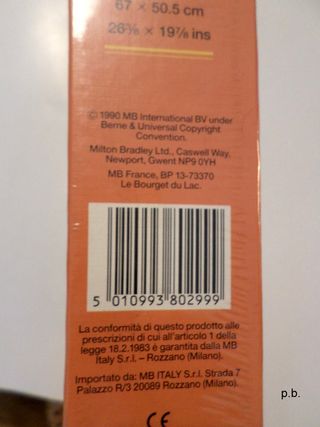 67 × 50.5 cm
26⅜ × 19⅞ ins
© 1990 MB International BV under
Berne & Universal Copyright
Convention.
Milton Bradley Ltd., Caswell Way,
Newport, Gwent NP9 0YH
MB France, BP 13-73370
Le Bourget du Lac.
5 010993 802999
La conformità di questo prodotto alle
prescrizioni di cui all'articolo 1 della
legge 18.2.1983 è garantita dalla MB
Italy S.r.l. – Rozzano (Milano).
Importato da: MB ITALY S.r.l. Strada 7
Palazzo R/3 20089 Rozzano (Milano).
CE
p.b.